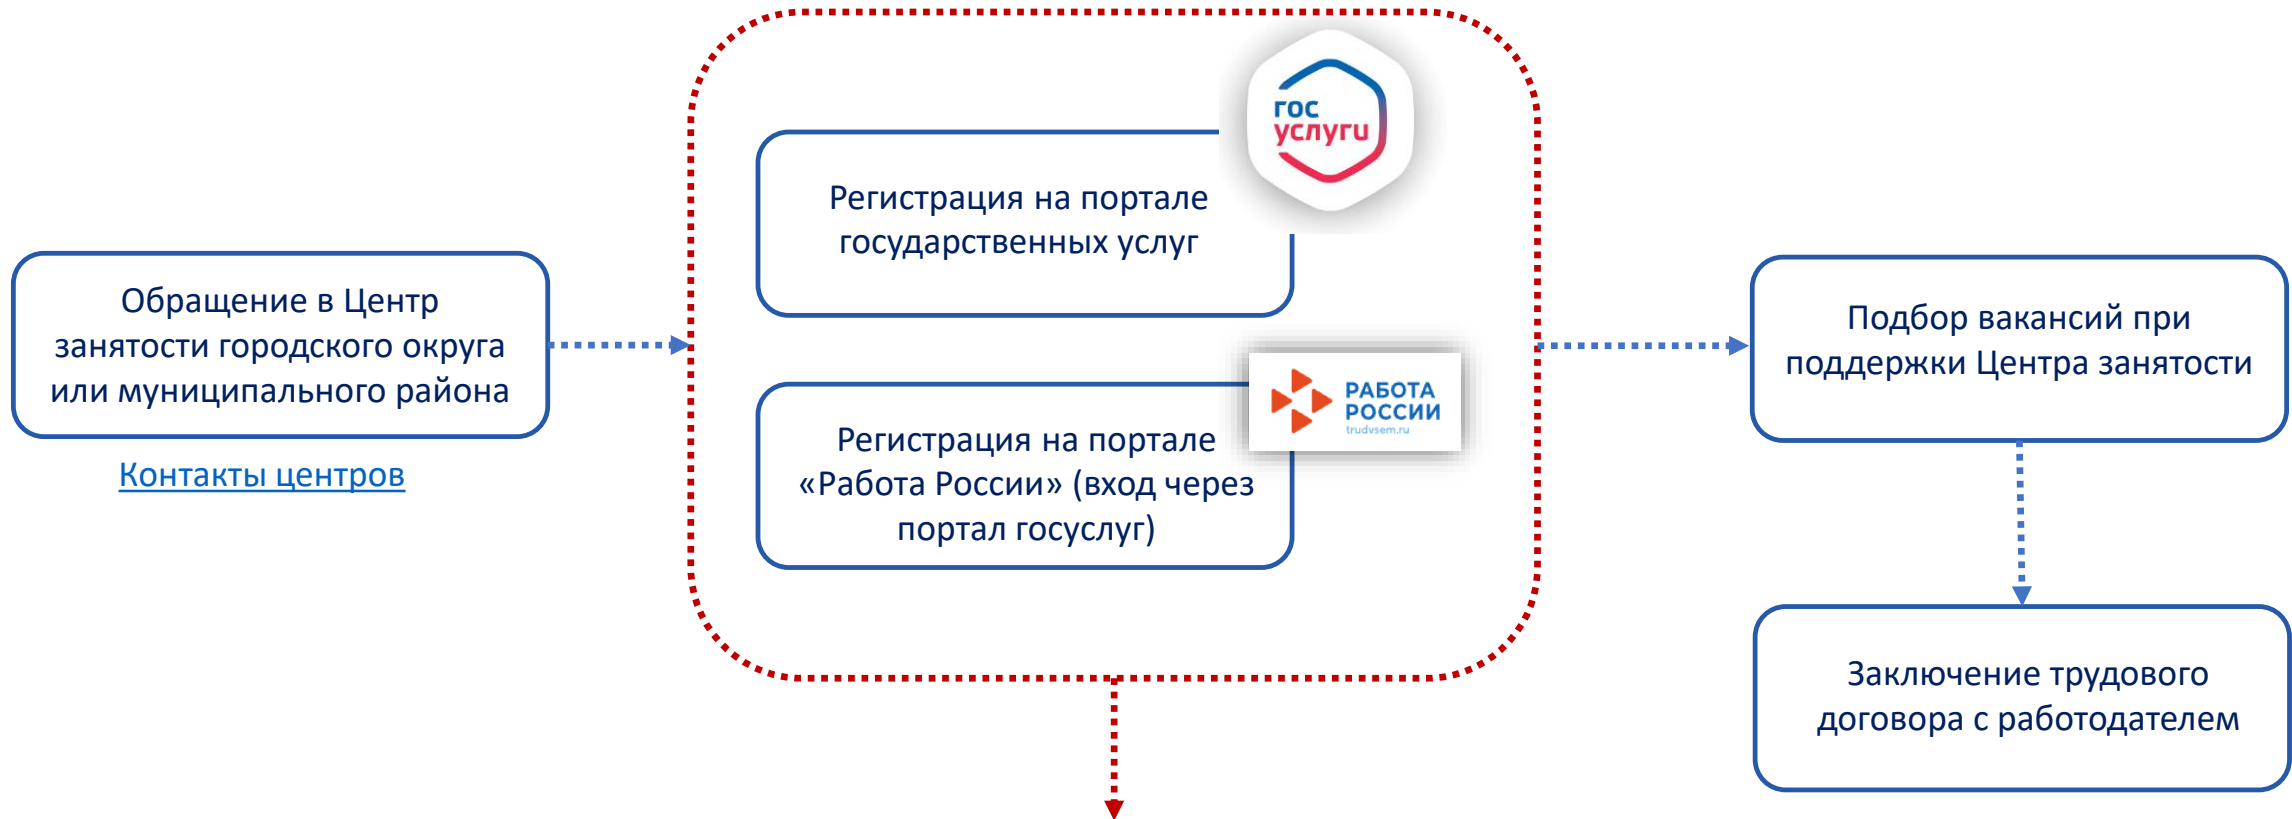 Обращение в Центр
занятости городского округа
или муниципального района
Контакты центров
гос
услуги
Регистрация на портале
государственных услуг
РАБОТА
РОССИИ
trudvsem.ru
Регистрация на портале
«Работа России» (вход через
портал госуслуг)
Подбор вакансий при
поддержки Центра занятости
Заключение трудового
договора с работодателем